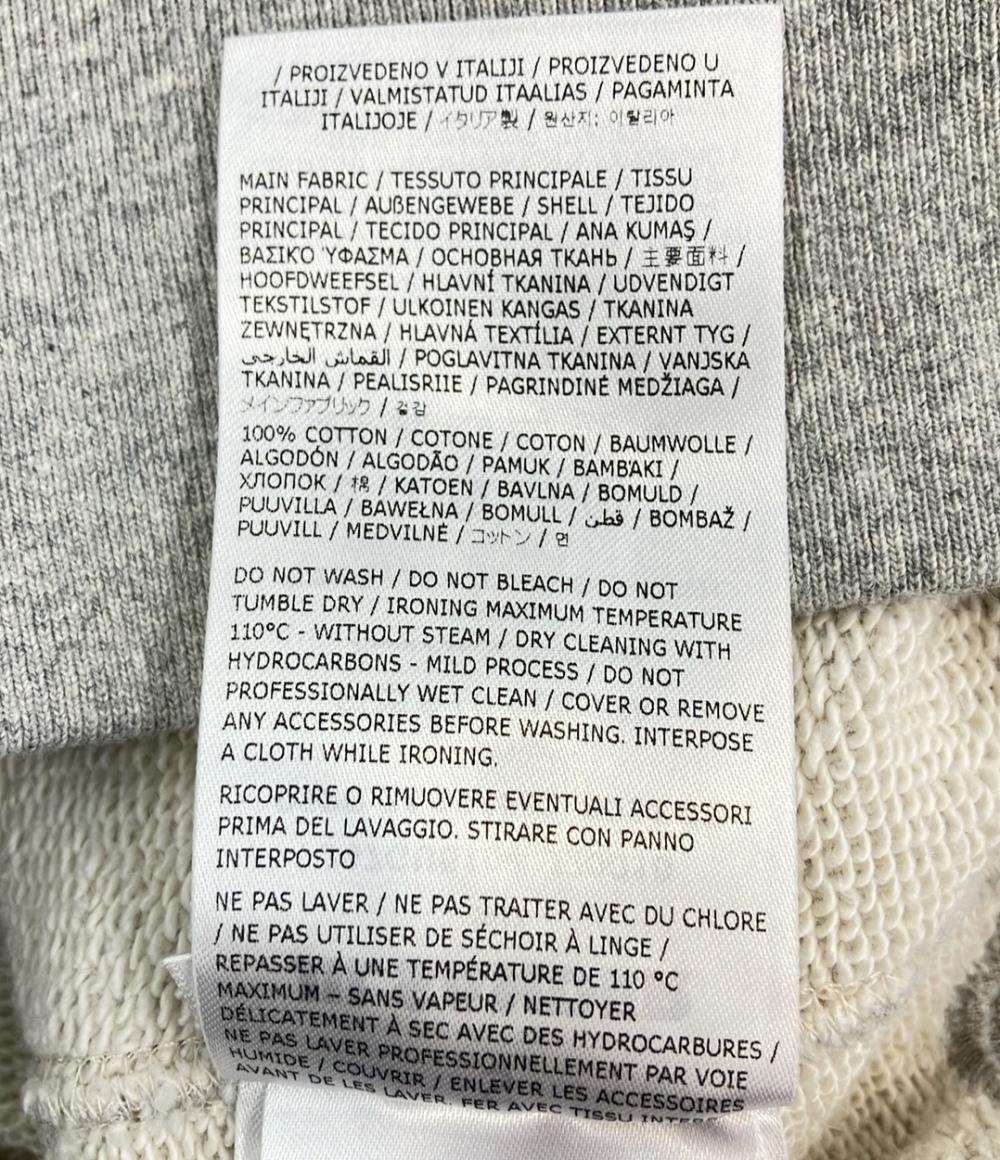 / PROIZVEDENO V ITALIJI / PROIZVEDENO U
ITALIJI / VALMISTATUD ITAALIAS / PAGAMINTA
ITALIJOJE / イタリア製 / 원산지: 이탈리아
MAIN FABRIC / TESSUTO PRINCIPALE / TISSU
PRINCIPAL / AUßENGEWEBE / SHELL / TEJIDO
PRINCIPAL / TECIDO PRINCIPAL / ANA KUMAŞ /
ΒΑΣΙΚΟ ΎΦΑΣΜΑ / ОСНОВНАЯ ТКАНЬ / 主要面料 /
HOOFDWEEFSEL / HLAVNÍ TKANINA / UDVENDIGT
TEKSTILSTOF / ULKOINEN KANGAS / TKANINA
ZEWNĘTRZNA / HLAVNÁ TEXTÍLIA / EXTERNT TYG /
القماش الخارجي / POGLAVITNA TKANINA / VANJSKA
TKANINA / PEALISRIIE / PAGRINDINĖ MEDŽIAGA /
メインファブリック / 겉감
100% COTTON / COTONE / COTON / BAUMWOLLE /
ALGODÓN / ALGODÃO / PAMUK / ΒΑΜΒΆΚΙ /
ХЛОПОК / 棉 / KATOEN / BAVLNA / BOMULD /
PUUVILLA / BAWEŁNA / BOMULL / قطن / BOMBAŽ /
PUUVILL / MEDVILNĖ / コットン / 면
DO NOT WASH / DO NOT BLEACH / DO NOT
TUMBLE DRY / IRONING MAXIMUM TEMPERATURE
110°C - WITHOUT STEAM / DRY CLEANING WITH
HYDROCARBONS - MILD PROCESS / DO NOT
PROFESSIONALLY WET CLEAN / COVER OR REMOVE
ANY ACCESSORIES BEFORE WASHING. INTERPOSE
A CLOTH WHILE IRONING.
RICOPRIRE O RIMUOVERE EVENTUALI ACCESSORI
PRIMA DEL LAVAGGIO. STIRARE CON PANNO
INTERPOSTO
NE PAS LAVER / NE PAS TRAITER AVEC DU CHLORE
/ NE PAS UTILISER DE SÉCHOIR À LINGE /
REPASSER À UNE TEMPÉRATURE DE 110 °C
MAXIMUM – SANS VAPEUR / NETTOYER
DÉLICATEMENT À SEC AVEC DES HYDROCARBURES /
NE PAS LAVER PROFESSIONNELLEMENT PAR VOIE
HUMIDE / COUVRIR / ENLEVER LES ACCESSOIRES
AVANT DE LES LAVER. FER AVEC TISSU